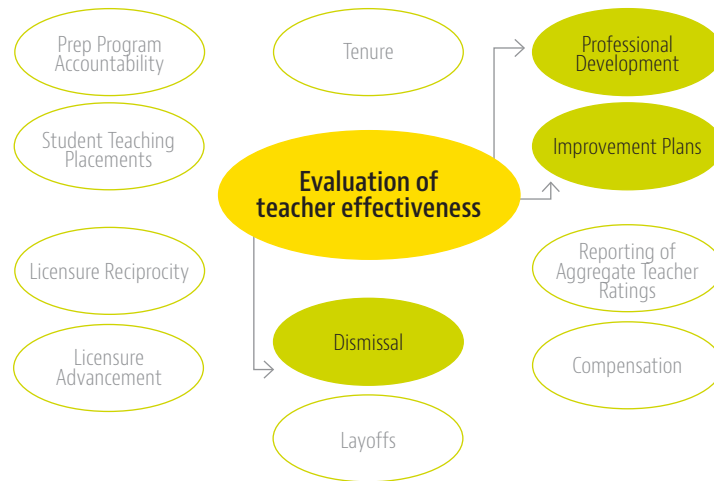 Prep Program
Accountability
Tenure
Professional
Development
Student Teaching
Placements
Improvement Plans
Evaluation of
teacher effectiveness
Licensure Reciprocity
Reporting of
Aggregate Teacher
Ratings
Dismissal
Licensure
Advancement
Compensation
Layoffs